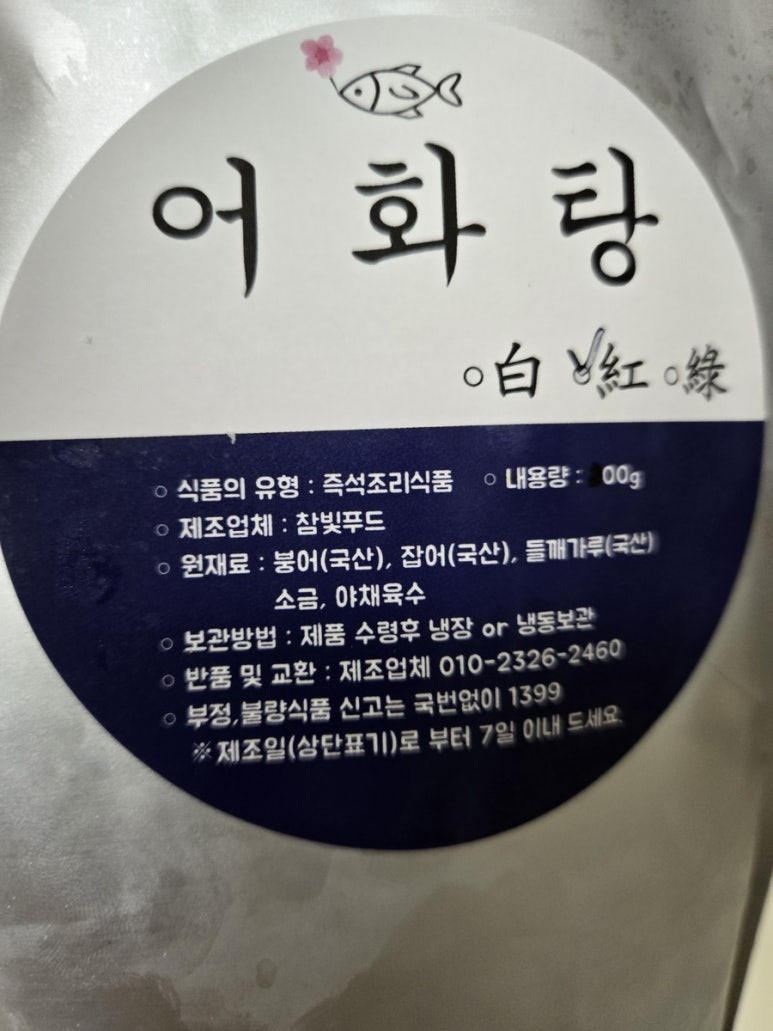 어화탕
○白 ○紅 ○綠
○ 식품의 유형 : 즉석조리식품 ○ 내용량 : 00g
○ 제조업체 : 참빛푸드
○ 원재료 : 붕어(국산), 잡어(국산), 들깨가루(국산)
소금, 야채육수
○ 보관방법 : 제품 수령후 냉장 or 냉동보관
○ 반품 및 교환 : 제조업체 010-2326-2460
○ 부정,불량식품 신고는 국번없이 1399
※제조일(상단표기)로 부터 7일 이내 드세요.